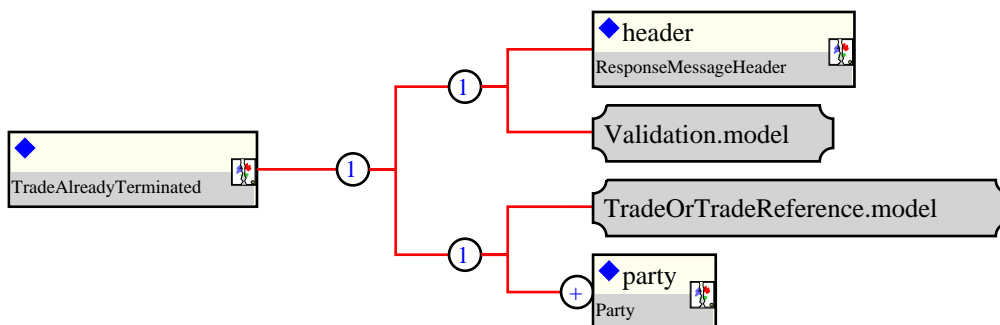 header
ResponseMessageHeader
1
Validation.model
TradeAlreadyTerminated
1
TradeOrTradeReference.model
1
party
+
Party